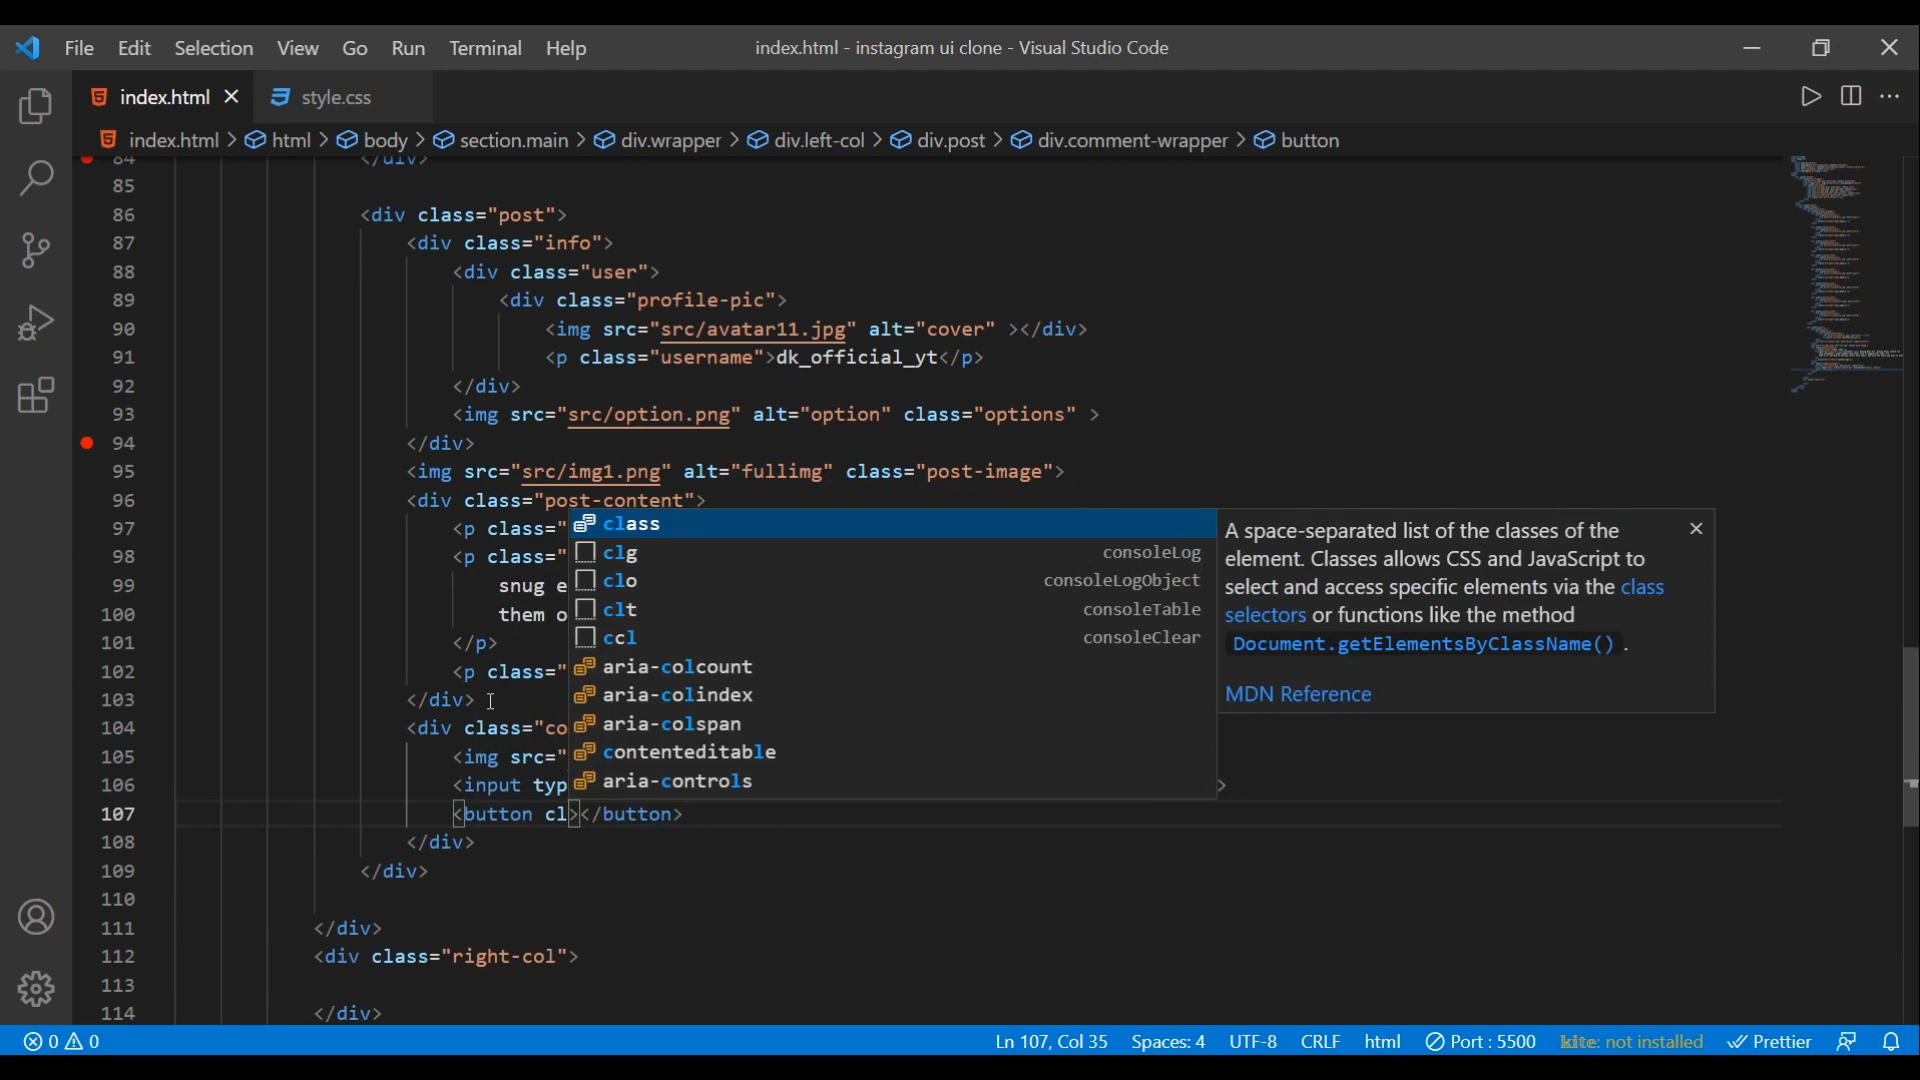 File Edit Selection View Go Run Terminal Help index.html - instagram ui clone - Visual Studio Code
index.html style.css
index.html > html > body > section.main > div.wrapper > div.left-col > div.post > div.comment-wrapper > button
84 </div>
85
86 <div class="post">
87 <div class="info">
88 <div class="user">
89 <div class="profile-pic">
90 <img src="src/avatar11.jpg" alt="cover" ></div>
91 <p class="username">dk_official_yt</p>
92 </div>
93 <img src="src/option.png" alt="option" class="options" >
94 </div>
95 <img src="src/img1.png" alt="fullimg" class="post-image">
96 <div class="post-content">
97 <p class="
98 <p class="
99 snug e
100 them o
101 </p>
102 <p class="
103 </div>
104 <div class="co
105 <img src="
106 <input typ >
107 <button cl></button>
108 </div>
109 </div>
110
111 </div>
112 <div class="right-col">
113
114 </div>
class
clg consoleLog
clo consoleLogObject
clt consoleTable
ccl consoleClear
aria-colcount
aria-colindex
aria-colspan
contenteditable
aria-controls
A space-separated list of the classes of the
element. Classes allows CSS and JavaScript to
select and access specific elements via the class
selectors or functions like the method
Document.getElementsByClassName() .
MDN Reference
0 0 Ln 107, Col 35 Spaces: 4 UTF-8 CRLF html Port : 5500 kite: not installed Prettier